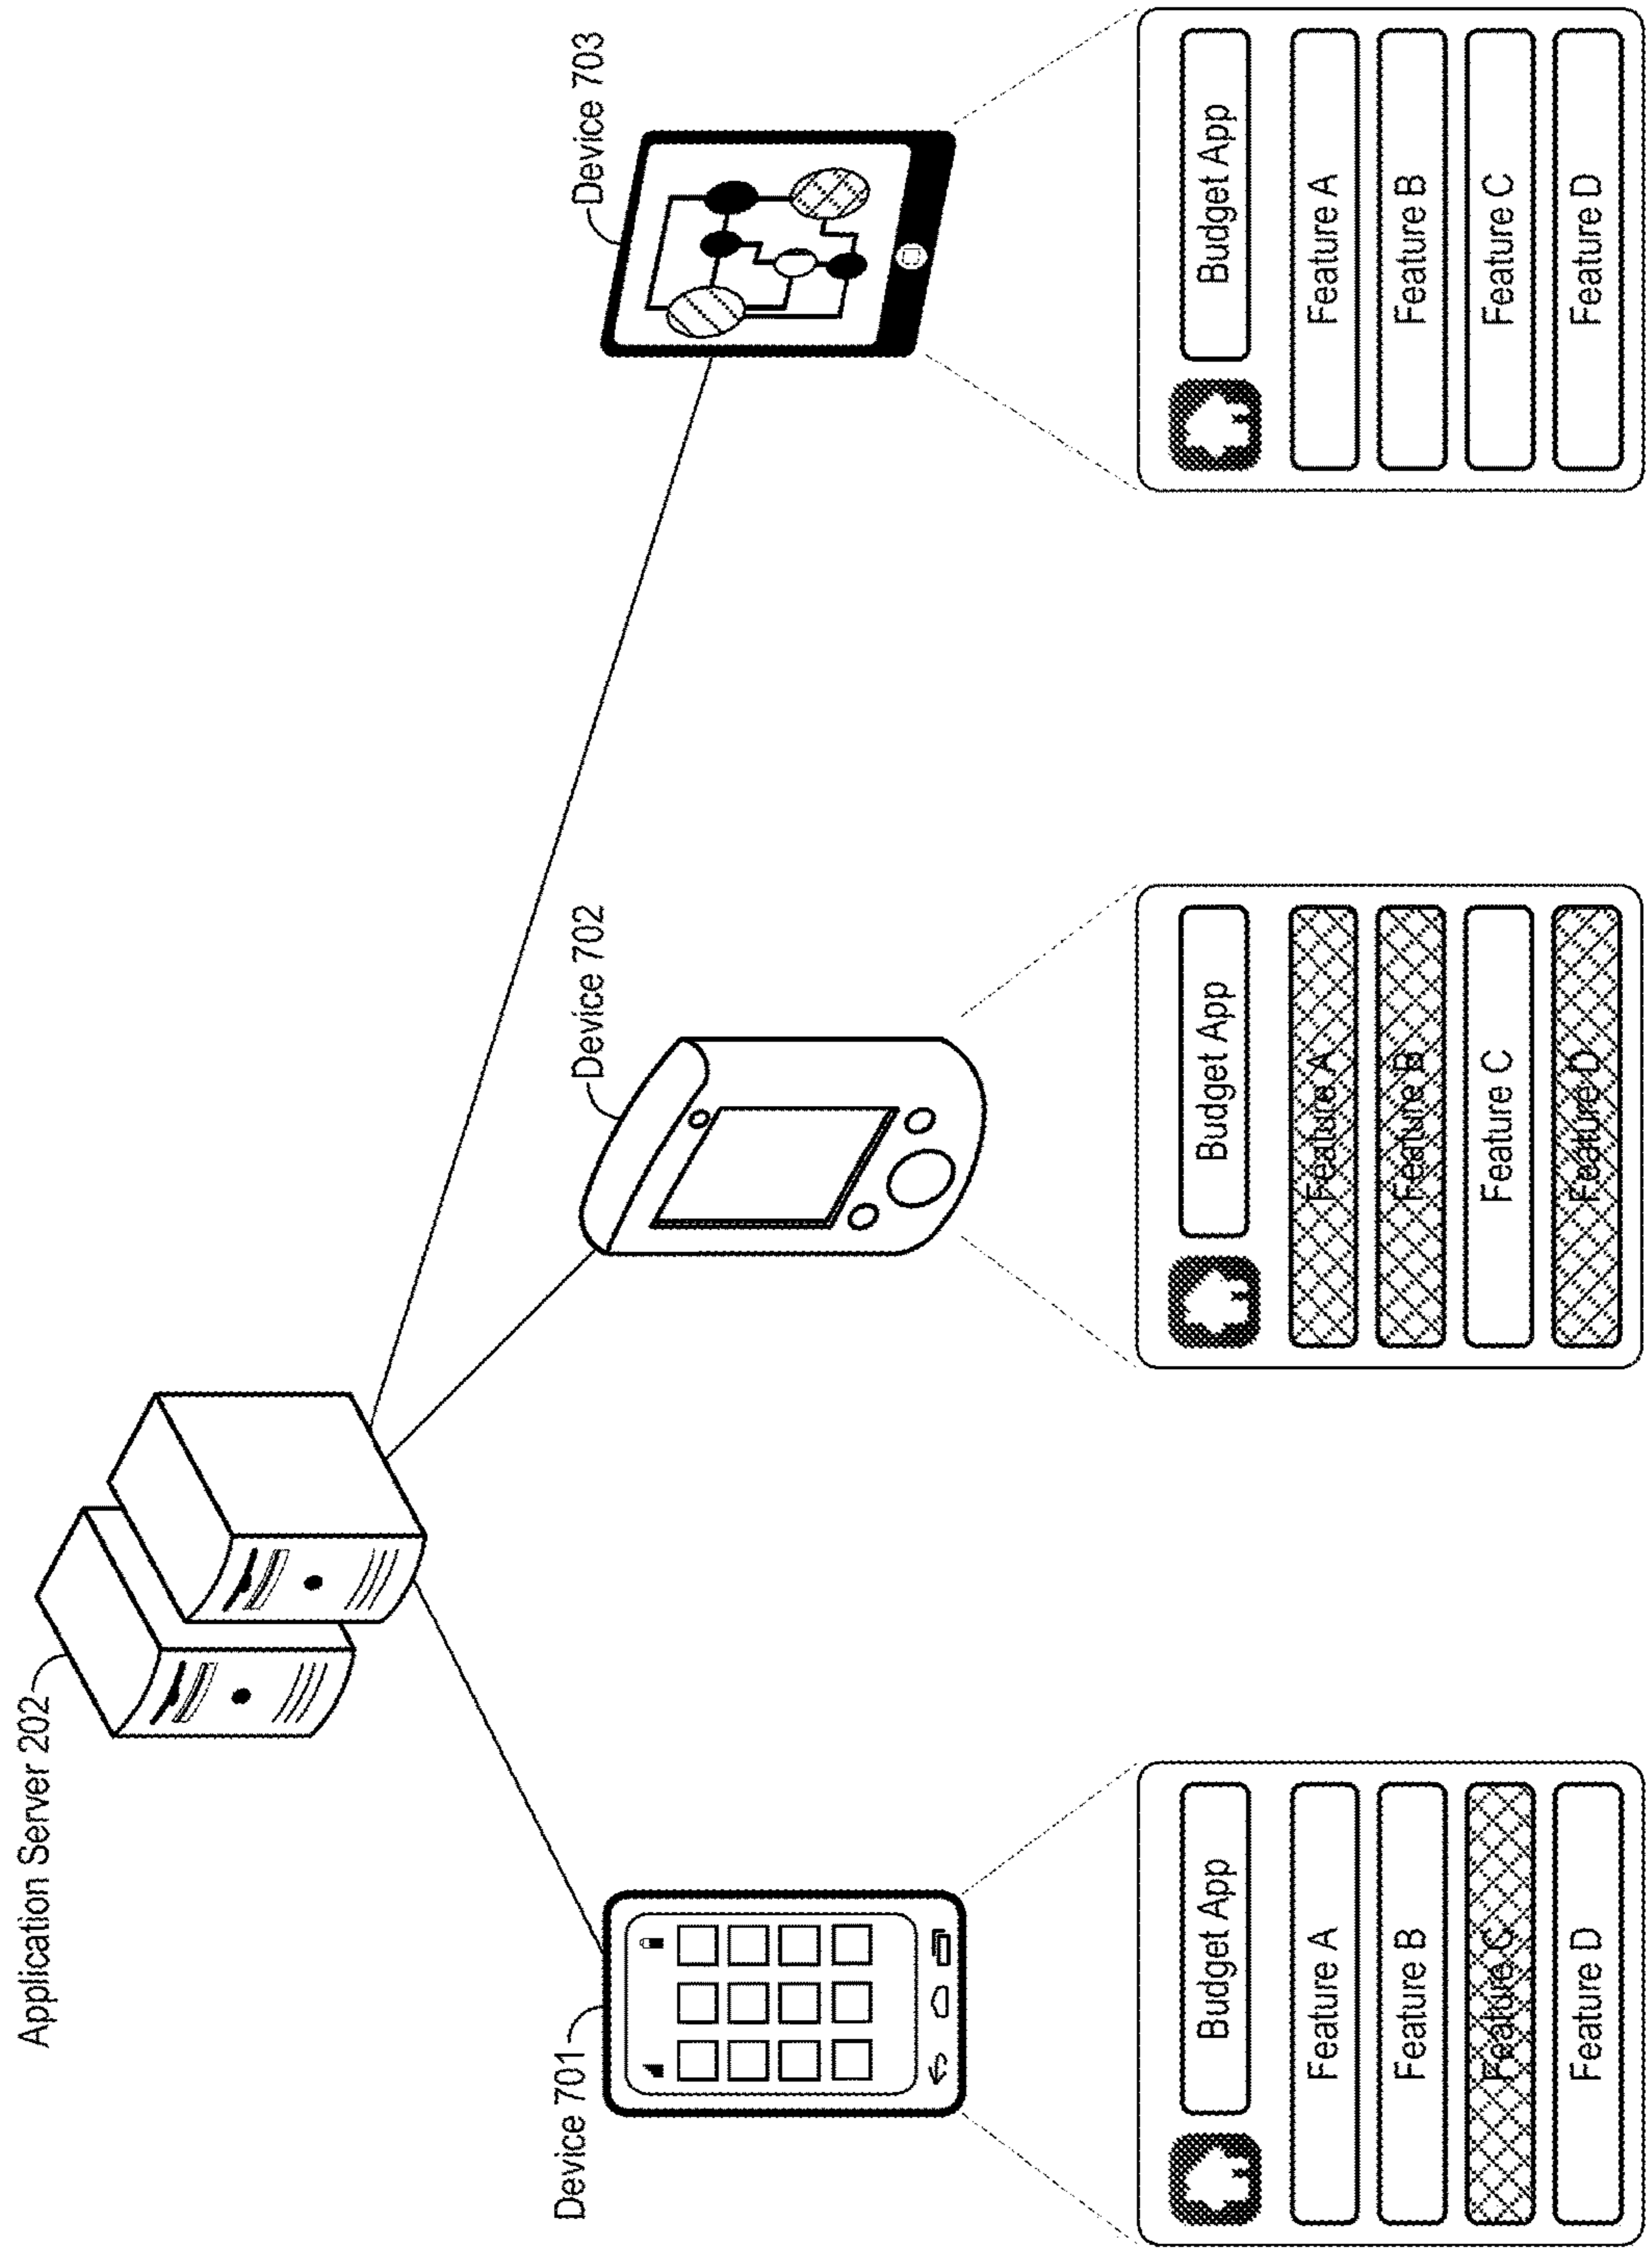 Application Server 202
Device 701
Device 702
Device 703
Budget App
Feature A
Feature B
Feature C
Feature D
Budget App
Feature A
Feature B
Feature C
Feature D
Budget App
Feature A
Feature B
Feature C
Feature D